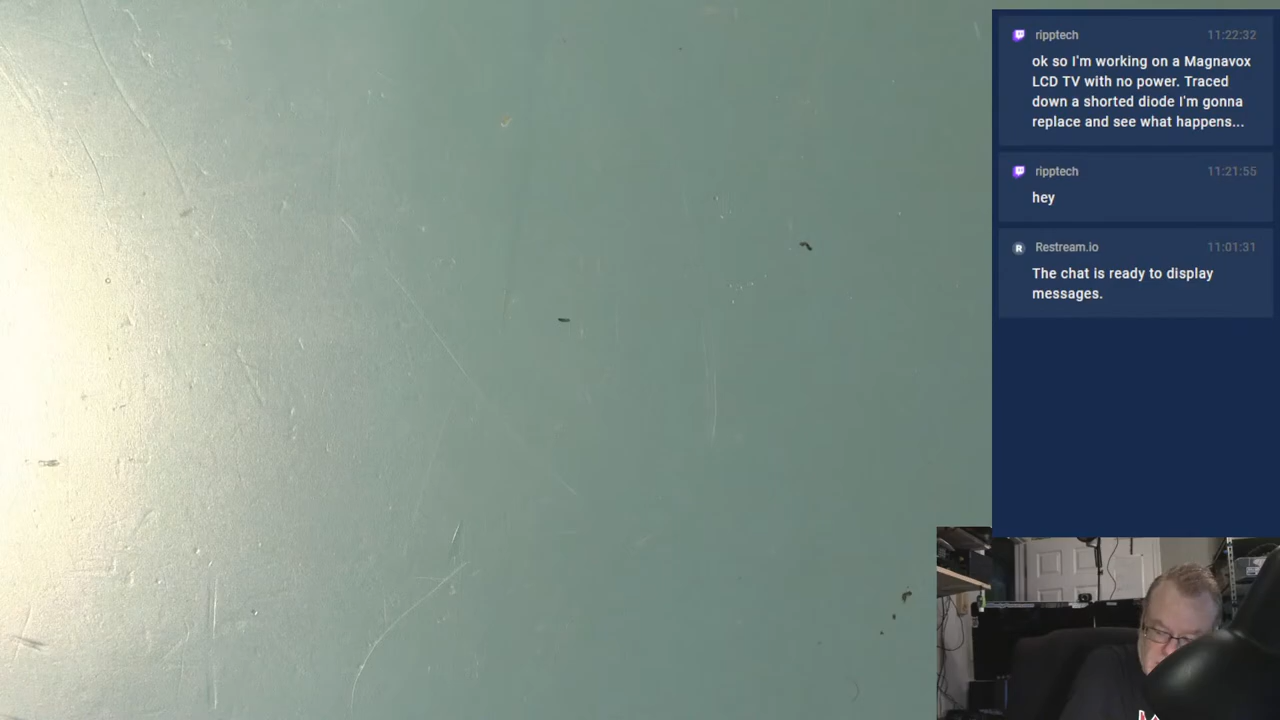 ripptech 11:22:32
ok so I'm working on a Magnavox
LCD TV with no power. Traced
down a shorted diode I'm gonna
replace and see what happens...
ripptech 11:21:55
hey
R Restream.io 11:01:31
The chat is ready to display
messages.